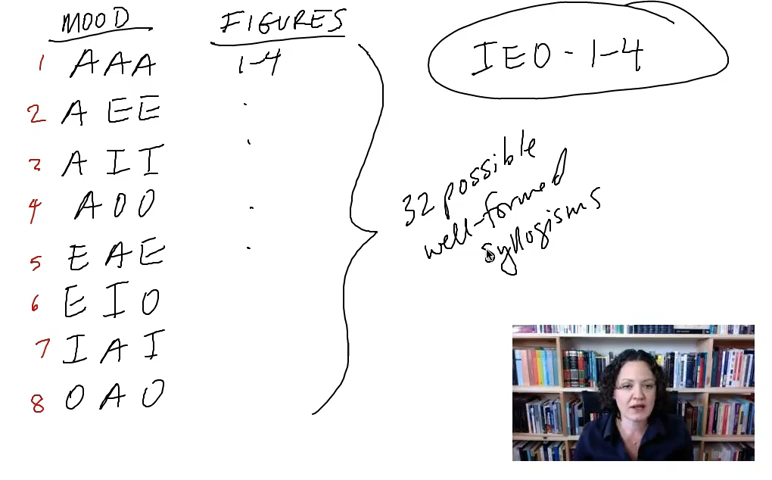 MOOD FIGURES
1 AAA 1-4
2 AEE
3 AII
4 AOO
5 EAE
6 EIO
7 IAI
8 OAO
IEO - 1-4
32 possible
well-formed
syllogisms